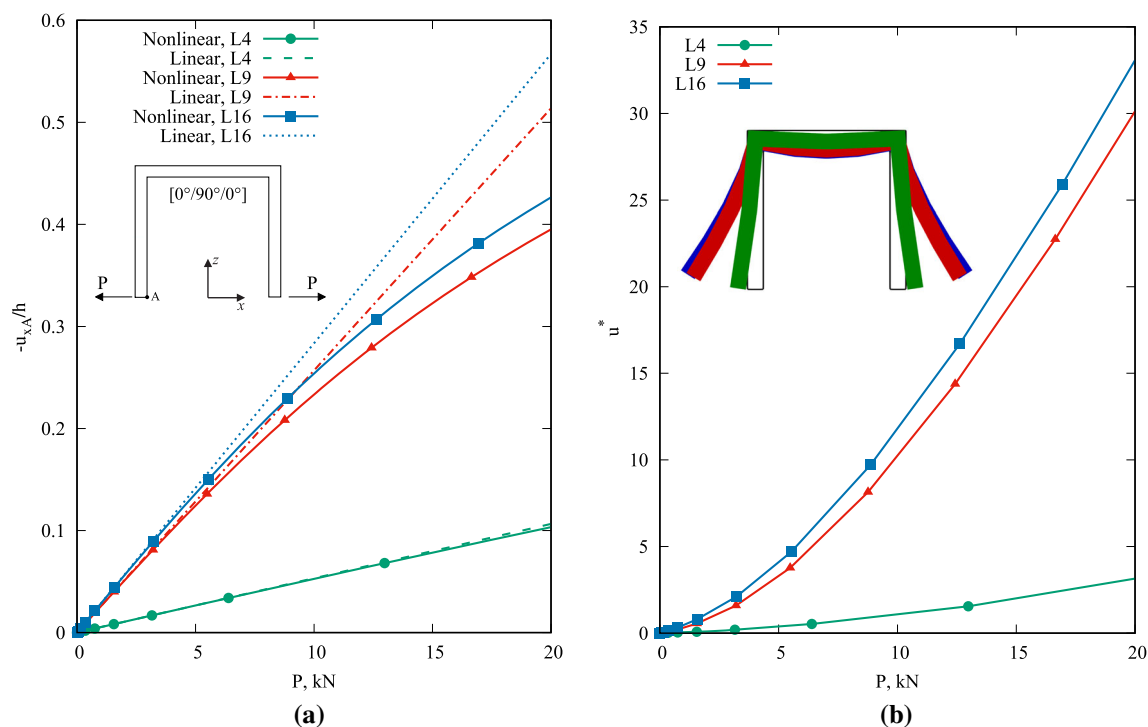 0.6
0.5
0.4
0.3
0.2
0.1
0
-u_xA/h
Nonlinear, L4
Linear, L4
Nonlinear, L9
Linear, L9
Nonlinear, L16
Linear, L16
[0°/90°/0°]
P
P
A
z
x
0 5 10 15 20
P, kN
(a)
35
30
25
20
15
10
5
0
u*
L4
L9
L16
0 5 10 15 20
P, kN
(b)